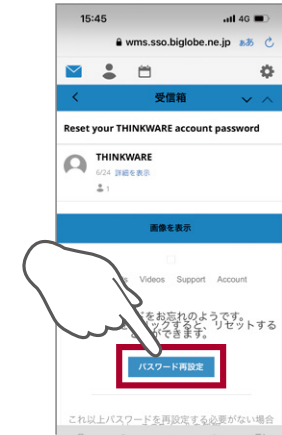 15:45
4G
wms.sso.biglobe.ne.jp ああ
受信箱
Reset your THINKWARE account password
THINKWARE
6/24 詳細を表示
1
画像を表示
Videos Support Account
をお忘れのようです。
ックすると、リセットする
ことができます。
パスワード再設定
これ以上パスワードを再設定する必要がない場合